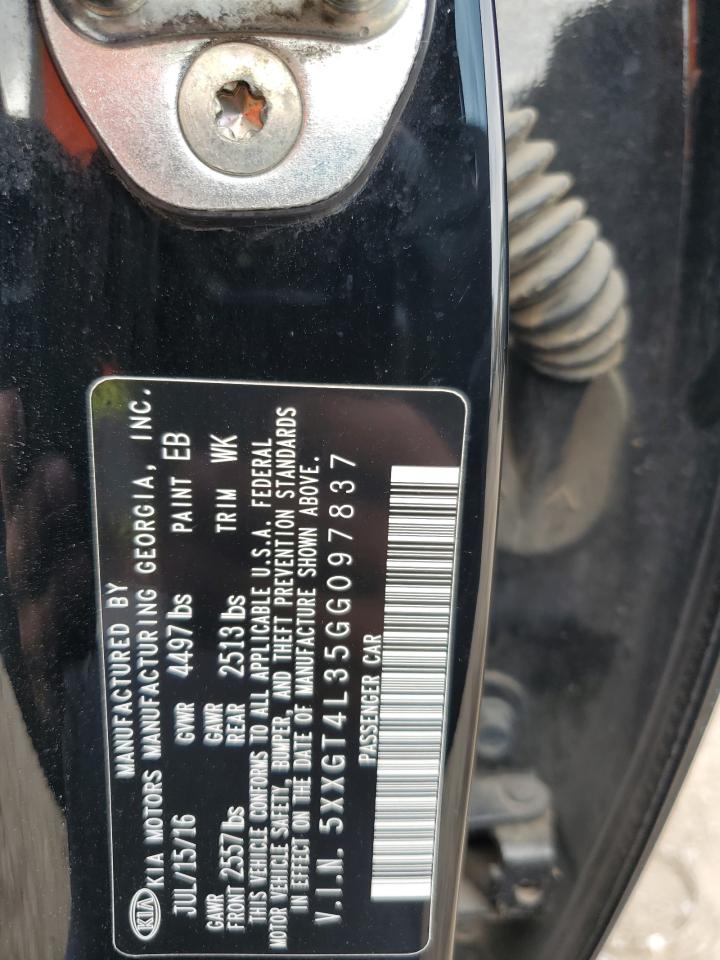 MANUFACTURED BY
KIA KIA MOTORS MANUFACTURING GEORGIA, INC.
JUL/15/16 GVWR 4497lbs PAINT EB
GAWR FRONT 2557lbs GAWR REAR 2513lbs TRIM WK
THIS VEHICLE CONFORMS TO ALL APPLICABLE U.S.A. FEDERAL
MOTOR VEHICLE SAFETY, BUMPER, AND THEFT PREVENTION STANDARDS
IN EFFECT ON THE DATE OF MANUFACTURE SHOWN ABOVE.
V.I.N. 5XXGT4L35GG097837
PASSENGER CAR